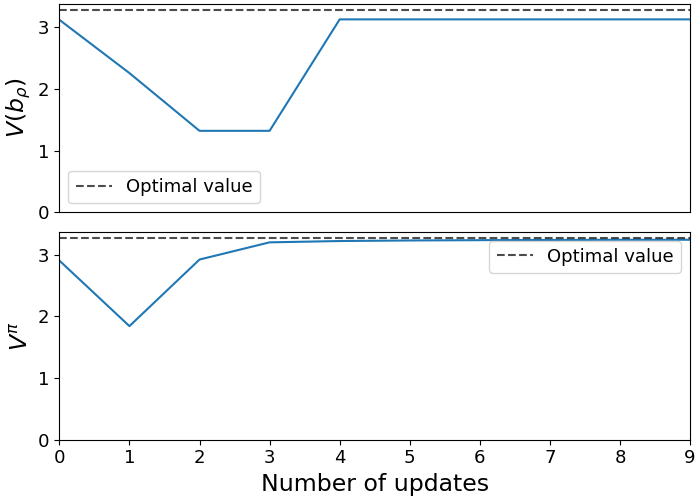 3
2
1
0
V(b_ρ)
Optimal value
3
2
1
0
V^π
Optimal value
0 1 2 3 4 5 6 7 8 9
Number of updates